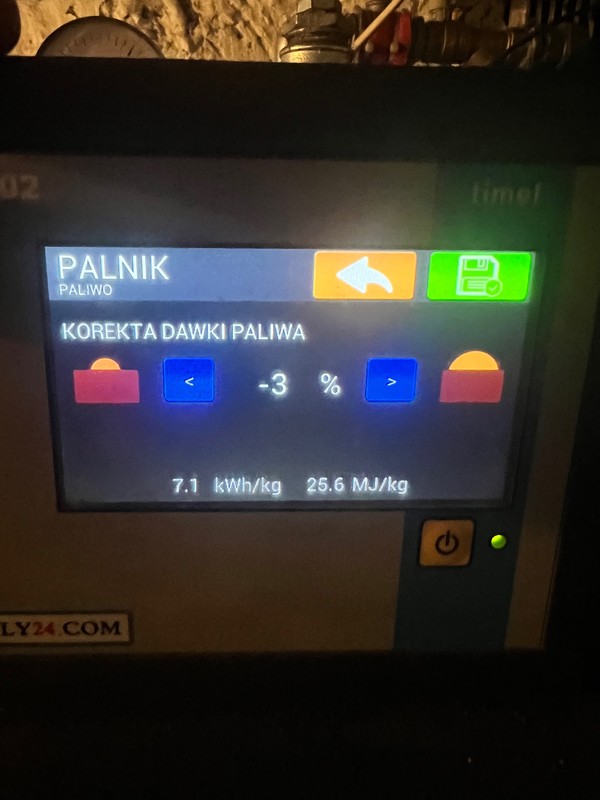 02
timel
PALNIK
PALIWO
KOREKTA DAWKI PALIWA
< -3 % >
7.1 kWh/kg 25.6 MJ/kg
LY24.COM